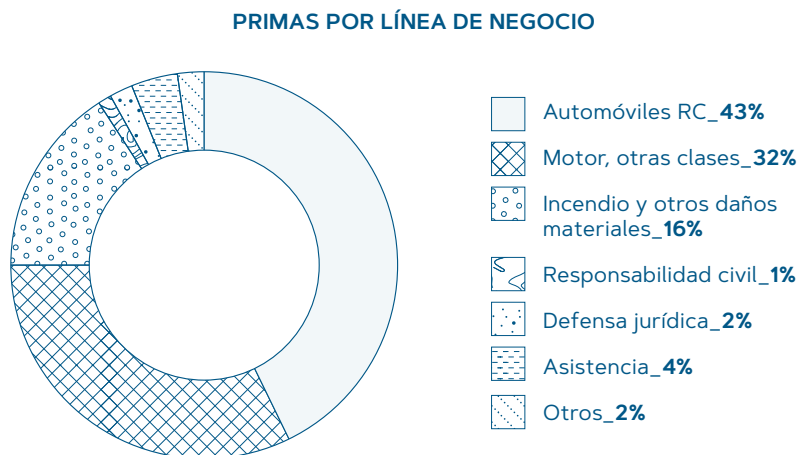 PRIMAS POR LÍNEA DE NEGOCIO
Automóviles RC_43%
Motor, otras clases_32%
Incendio y otros daños
materiales_16%
Responsabilidad civil_1%
Defensa jurídica_2%
Asistencia_4%
Otros_2%